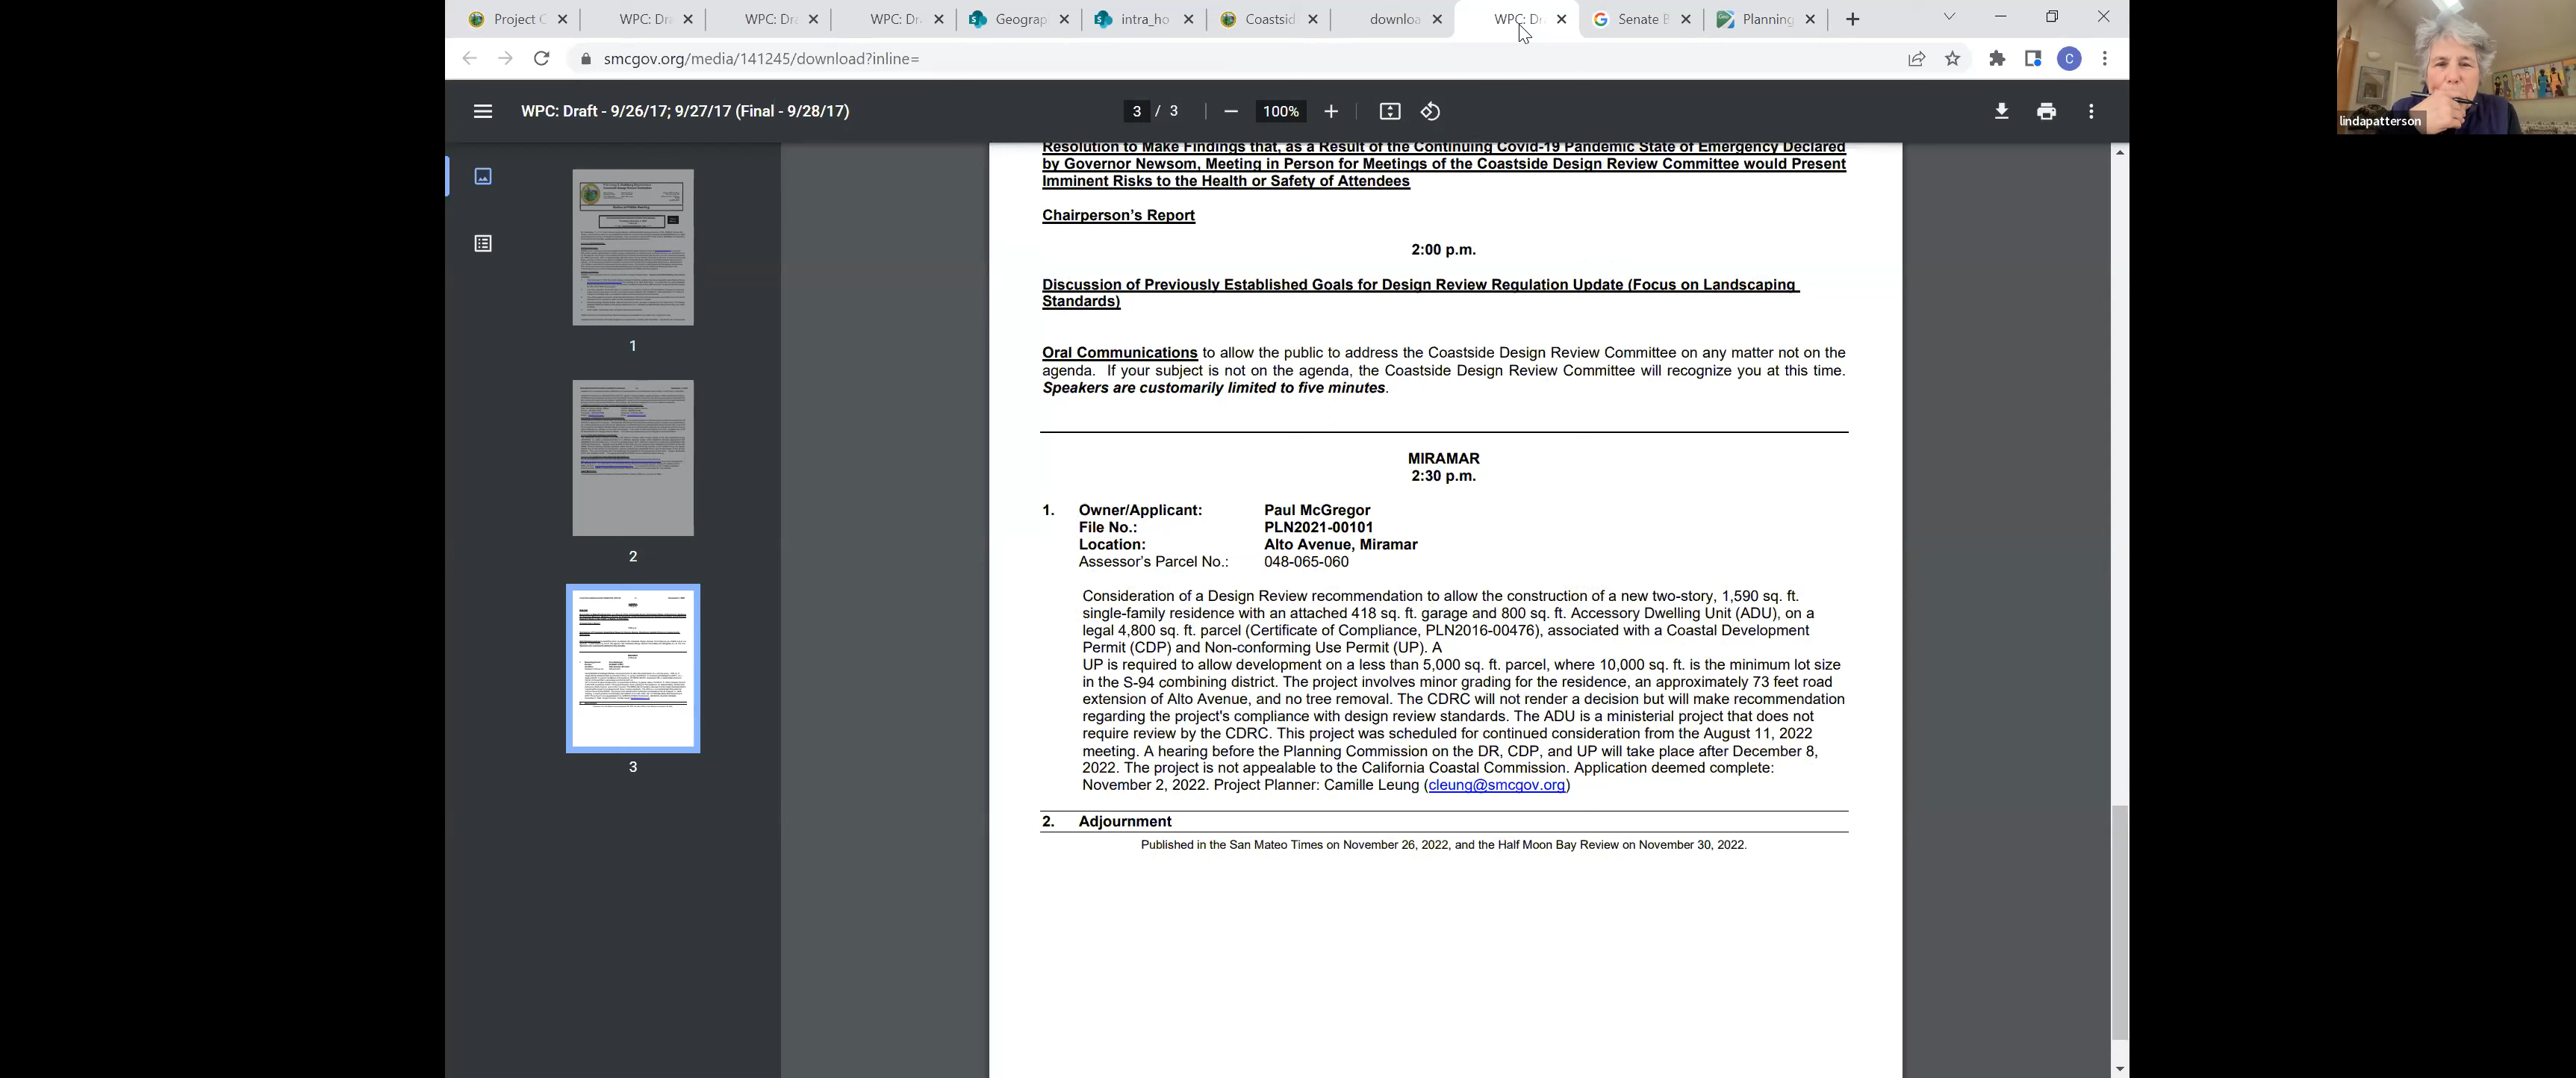 Project C
WPC: Dra
WPC: Dra
WPC: Dra
Geograp
intra_ho
Coastsid
downloa
WPC: Dr
Senate B
Planning
smcgov.org/media/141245/download?inline=
C
WPC: Draft - 9/26/17; 9/27/17 (Final - 9/28/17)
3 / 3
100%
lindapatterson
1
2
3
Resolution to Make Findings that, as a Result of the Continuing Covid-19 Pandemic State of Emergency Declared
by Governor Newsom, Meeting in Person for Meetings of the Coastside Design Review Committee would Present
Imminent Risks to the Health or Safety of Attendees
Chairperson's Report
2:00 p.m.
Discussion of Previously Established Goals for Design Review Regulation Update (Focus on Landscaping
Standards)
Oral Communications to allow the public to address the Coastside Design Review Committee on any matter not on the
agenda. If your subject is not on the agenda, the Coastside Design Review Committee will recognize you at this time.
Speakers are customarily limited to five minutes.
MIRAMAR
2:30 p.m.
1. Owner/Applicant: Paul McGregor
File No.: PLN2021-00101
Location: Alto Avenue, Miramar
Assessor's Parcel No.: 048-065-060
Consideration of a Design Review recommendation to allow the construction of a new two-story, 1,590 sq. ft.
single-family residence with an attached 418 sq. ft. garage and 800 sq. ft. Accessory Dwelling Unit (ADU), on a
legal 4,800 sq. ft. parcel (Certificate of Compliance, PLN2016-00476), associated with a Coastal Development
Permit (CDP) and Non-conforming Use Permit (UP). A
UP is required to allow development on a less than 5,000 sq. ft. parcel, where 10,000 sq. ft. is the minimum lot size
in the S-94 combining district. The project involves minor grading for the residence, an approximately 73 feet road
extension of Alto Avenue, and no tree removal. The CDRC will not render a decision but will make recommendation
regarding the project's compliance with design review standards. The ADU is a ministerial project that does not
require review by the CDRC. This project was scheduled for continued consideration from the August 11, 2022
meeting. A hearing before the Planning Commission on the DR, CDP, and UP will take place after December 8,
2022. The project is not appealable to the California Coastal Commission. Application deemed complete:
November 2, 2022. Project Planner: Camille Leung (cleung@smcgov.org)
2. Adjournment
Published in the San Mateo Times on November 26, 2022, and the Half Moon Bay Review on November 30, 2022.